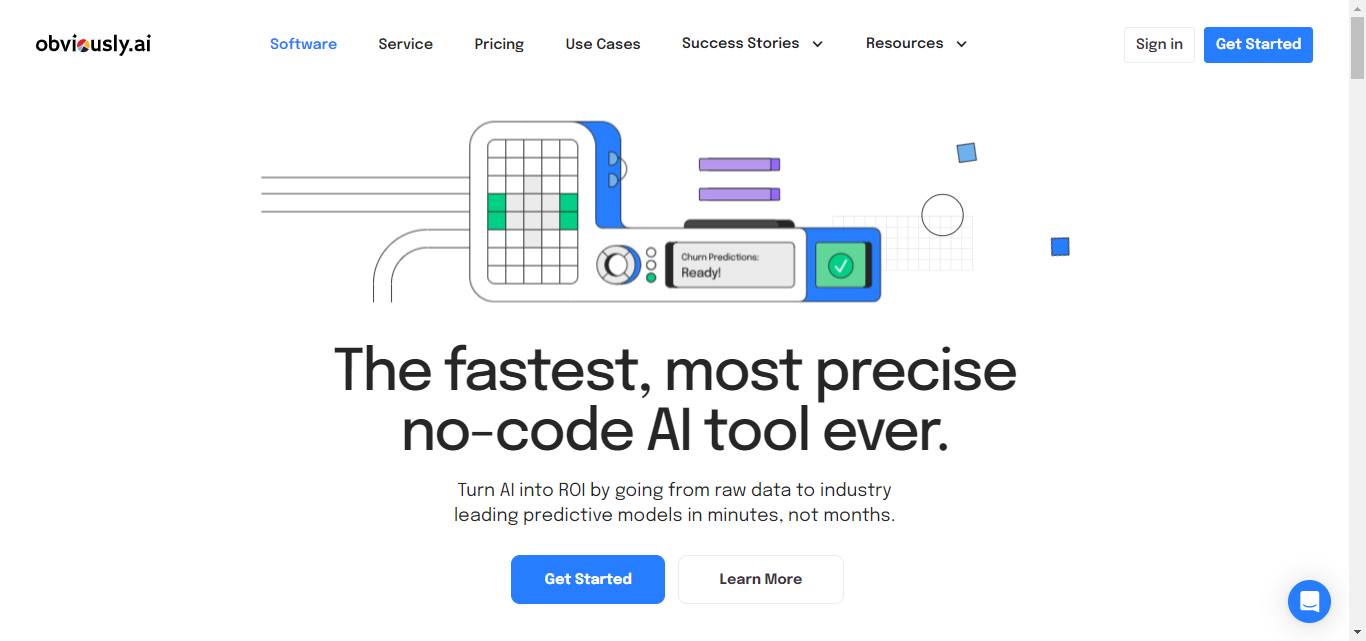 obviously.ai
Software
Service
Pricing
Use Cases
Success Stories
Resources
Sign in
Get Started
Churn Predictions:
Ready!
The fastest, most precise
no-code AI tool ever.
Turn AI into ROI by going from raw data to industry
leading predictive models in minutes, not months.
Get Started
Learn More